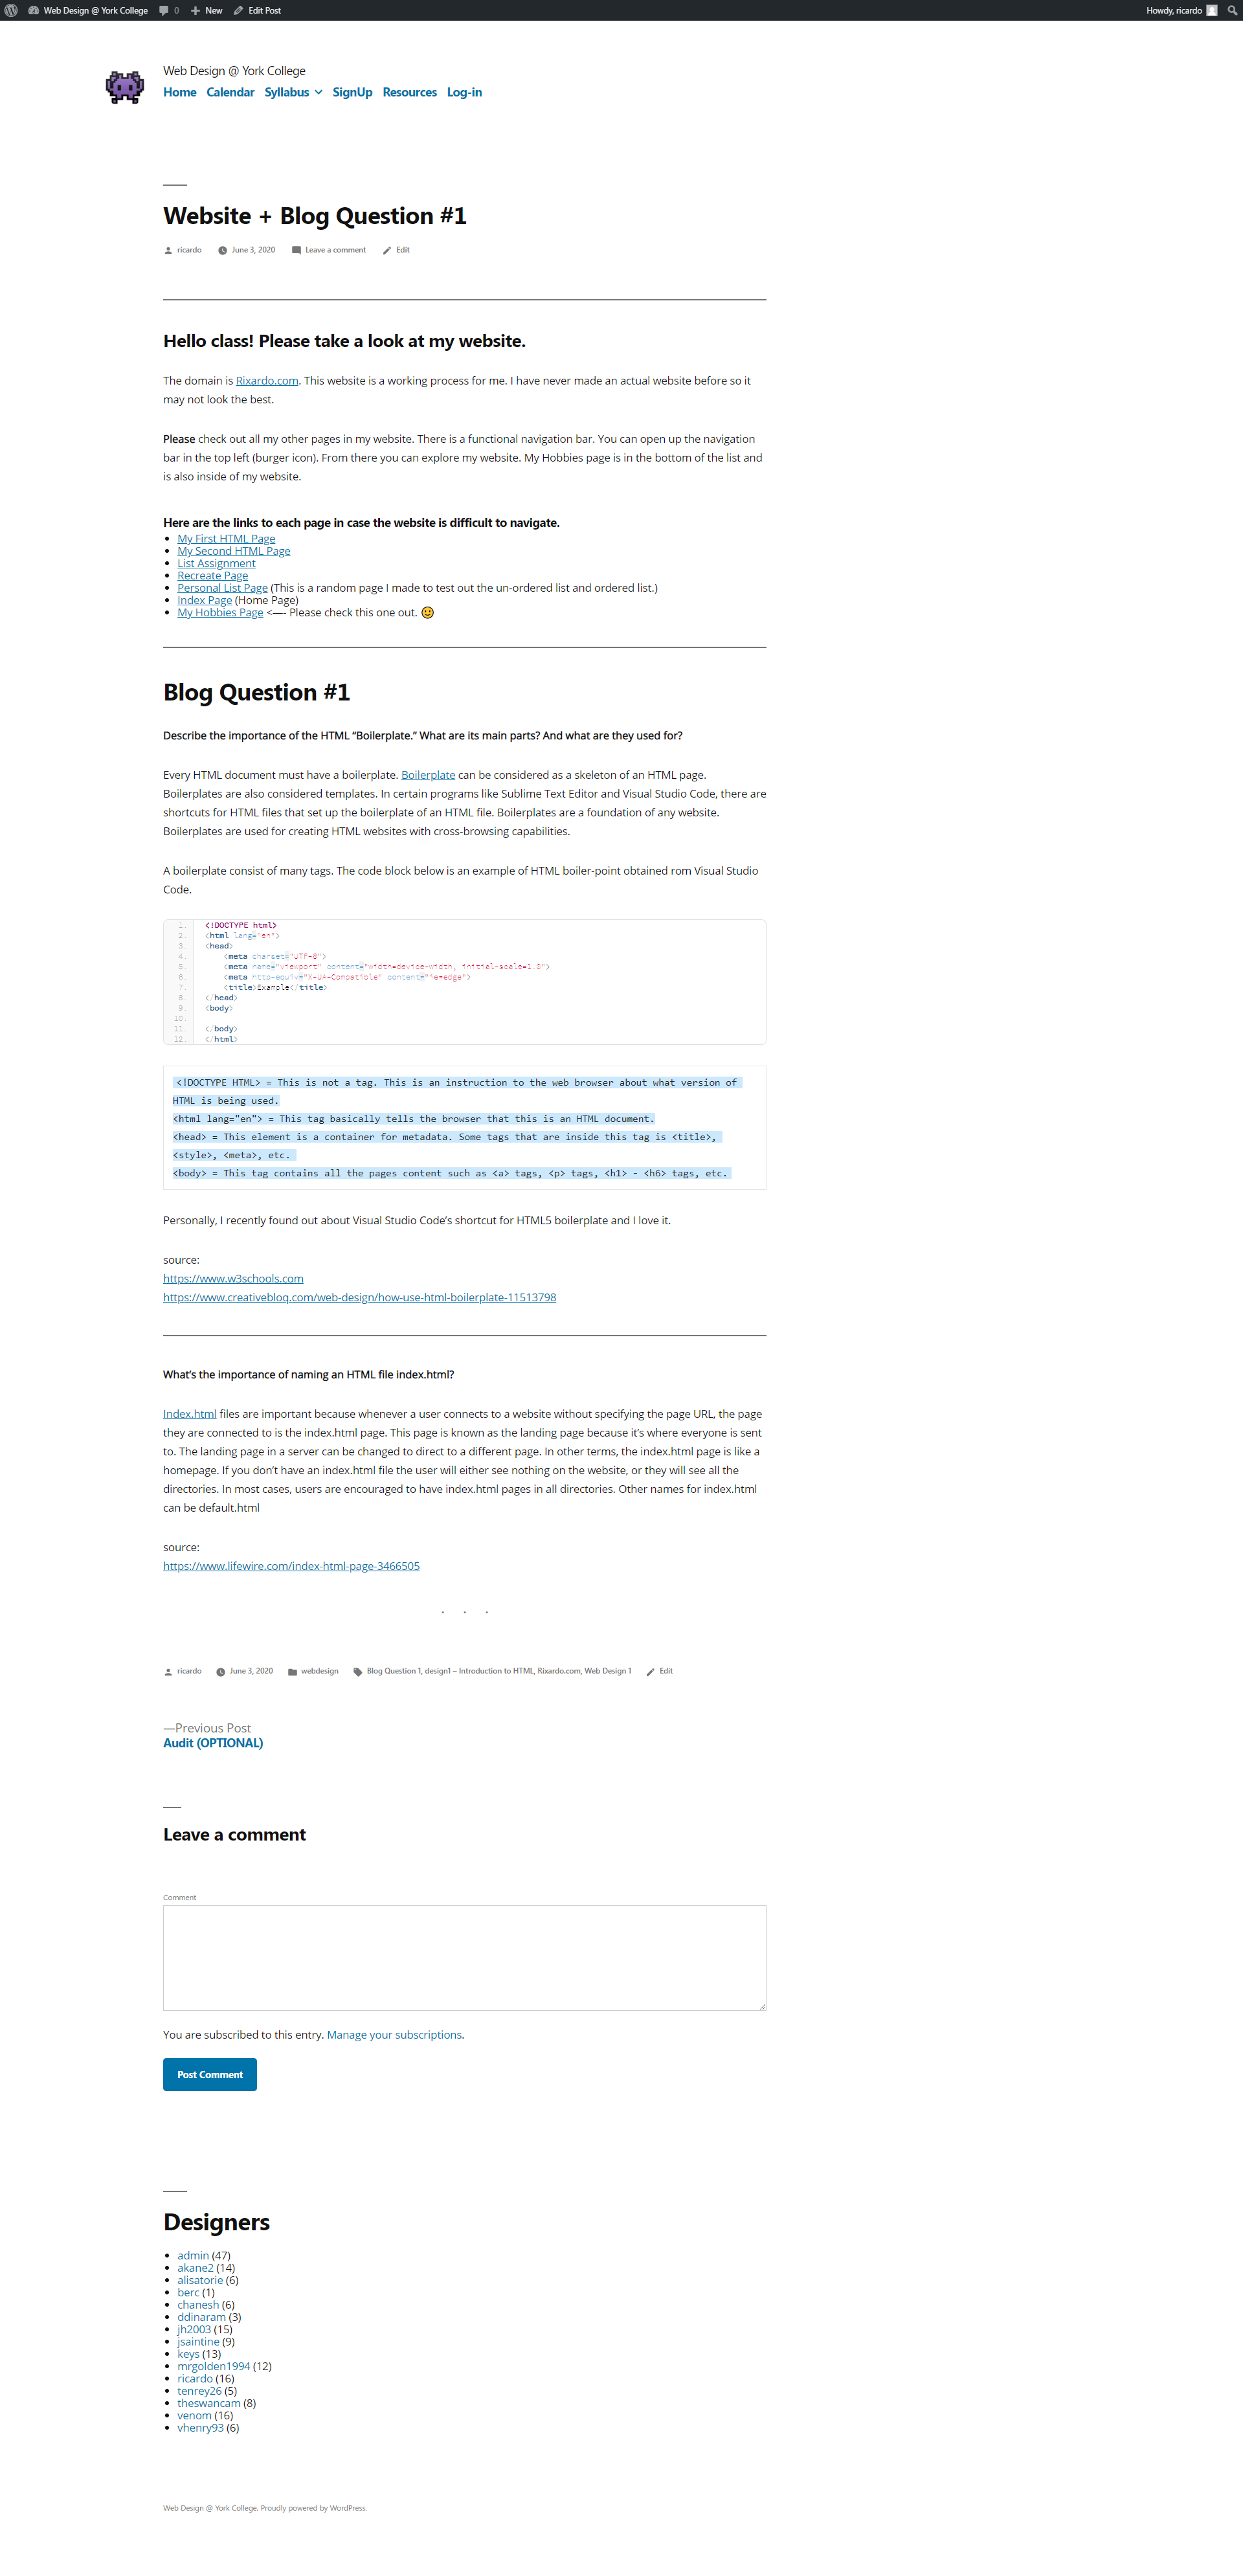 Web Design @ York College 0 New Edit Post Howdy, ricardo
Web Design @ York College
Home Calendar Syllabus SignUp Resources Log-in
Website + Blog Question #1
ricardo June 3, 2020 Leave a comment Edit
Hello class! Please take a look at my website.
The domain is Rixardo.com. This website is a working process for me. I have never made an actual website before so it
may not look the best.
Please check out all my other pages in my website. There is a functional navigation bar. You can open up the navigation
bar in the top left (burger icon). From there you can explore my website. My Hobbies page is in the bottom of the list and
is also inside of my website.
Here are the links to each page in case the website is difficult to navigate.
• My First HTML Page
• My Second HTML Page
• List Assignment
• Recreate Page
• Personal List Page (This is a random page I made to test out the un-ordered list and ordered list.)
• Index Page (Home Page)
• My Hobbies Page <—- Please check this one out. 🙂
Blog Question #1
Describe the importance of the HTML “Boilerplate.” What are its main parts? And what are they used for?
Every HTML document must have a boilerplate. Boilerplate can be considered as a skeleton of an HTML page.
Boilerplates are also considered templates. In certain programs like Sublime Text Editor and Visual Studio Code, there are
shortcuts for HTML files that set up the boilerplate of an HTML file. Boilerplates are a foundation of any website.
Boilerplates are used for creating HTML websites with cross-browsing capabilities.
A boilerplate consist of many tags. The code block below is an example of HTML boiler-point obtained rom Visual Studio
Code.
1. <!DOCTYPE html>
2. <html lang="en">
3. <head>
4. <meta charset="UTF-8">
5. <meta name="viewport" content="width=device-width, initial-scale=1.0">
6. <meta http-equiv="X-UA-Compatible" content="ie=edge">
7. <title>Example</title>
8. </head>
9. <body>
10.
11. </body>
12. </html>
<!DOCTYPE HTML> = This is not a tag. This is an instruction to the web browser about what version of
HTML is being used.
<html lang="en"> = This tag basically tells the browser that this is an HTML document.
<head> = This element is a container for metadata. Some tags that are inside this tag is <title>,
<style>, <meta>, etc.
<body> = This tag contains all the pages content such as <a> tags, <p> tags, <h1> - <h6> tags, etc.
Personally, I recently found out about Visual Studio Code’s shortcut for HTML5 boilerplate and I love it.
source:
https://www.w3schools.com
https://www.creativebloq.com/web-design/how-use-html-boilerplate-11513798
What’s the importance of naming an HTML file index.html?
Index.html files are important because whenever a user connects to a website without specifying the page URL, the page
they are connected to is the index.html page. This page is known as the landing page because it’s where everyone is sent
to. The landing page in a server can be changed to direct to a different page. In other terms, the index.html page is like a
homepage. If you don’t have an index.html file the user will either see nothing on the website, or they will see all the
directories. In most cases, users are encouraged to have index.html pages in all directories. Other names for index.html
can be default.html
source:
https://www.lifewire.com/index-html-page-3466505
. . .
ricardo June 3, 2020 webdesign Blog Question 1, design1 – Introduction to HTML, Rixardo.com, Web Design 1 Edit
—Previous Post
Audit (OPTIONAL)
Leave a comment
Comment
You are subscribed to this entry. Manage your subscriptions.
Post Comment
Designers
• admin (47)
• akane2 (14)
• alisatorie (6)
• berc (1)
• chanesh (6)
• ddinaram (3)
• jh2003 (15)
• jsaintine (9)
• keys (13)
• mrgolden1994 (12)
• ricardo (16)
• tenrey26 (5)
• theswancam (8)
• venom (16)
• vhenry93 (6)
Web Design @ York College, Proudly powered by WordPress.